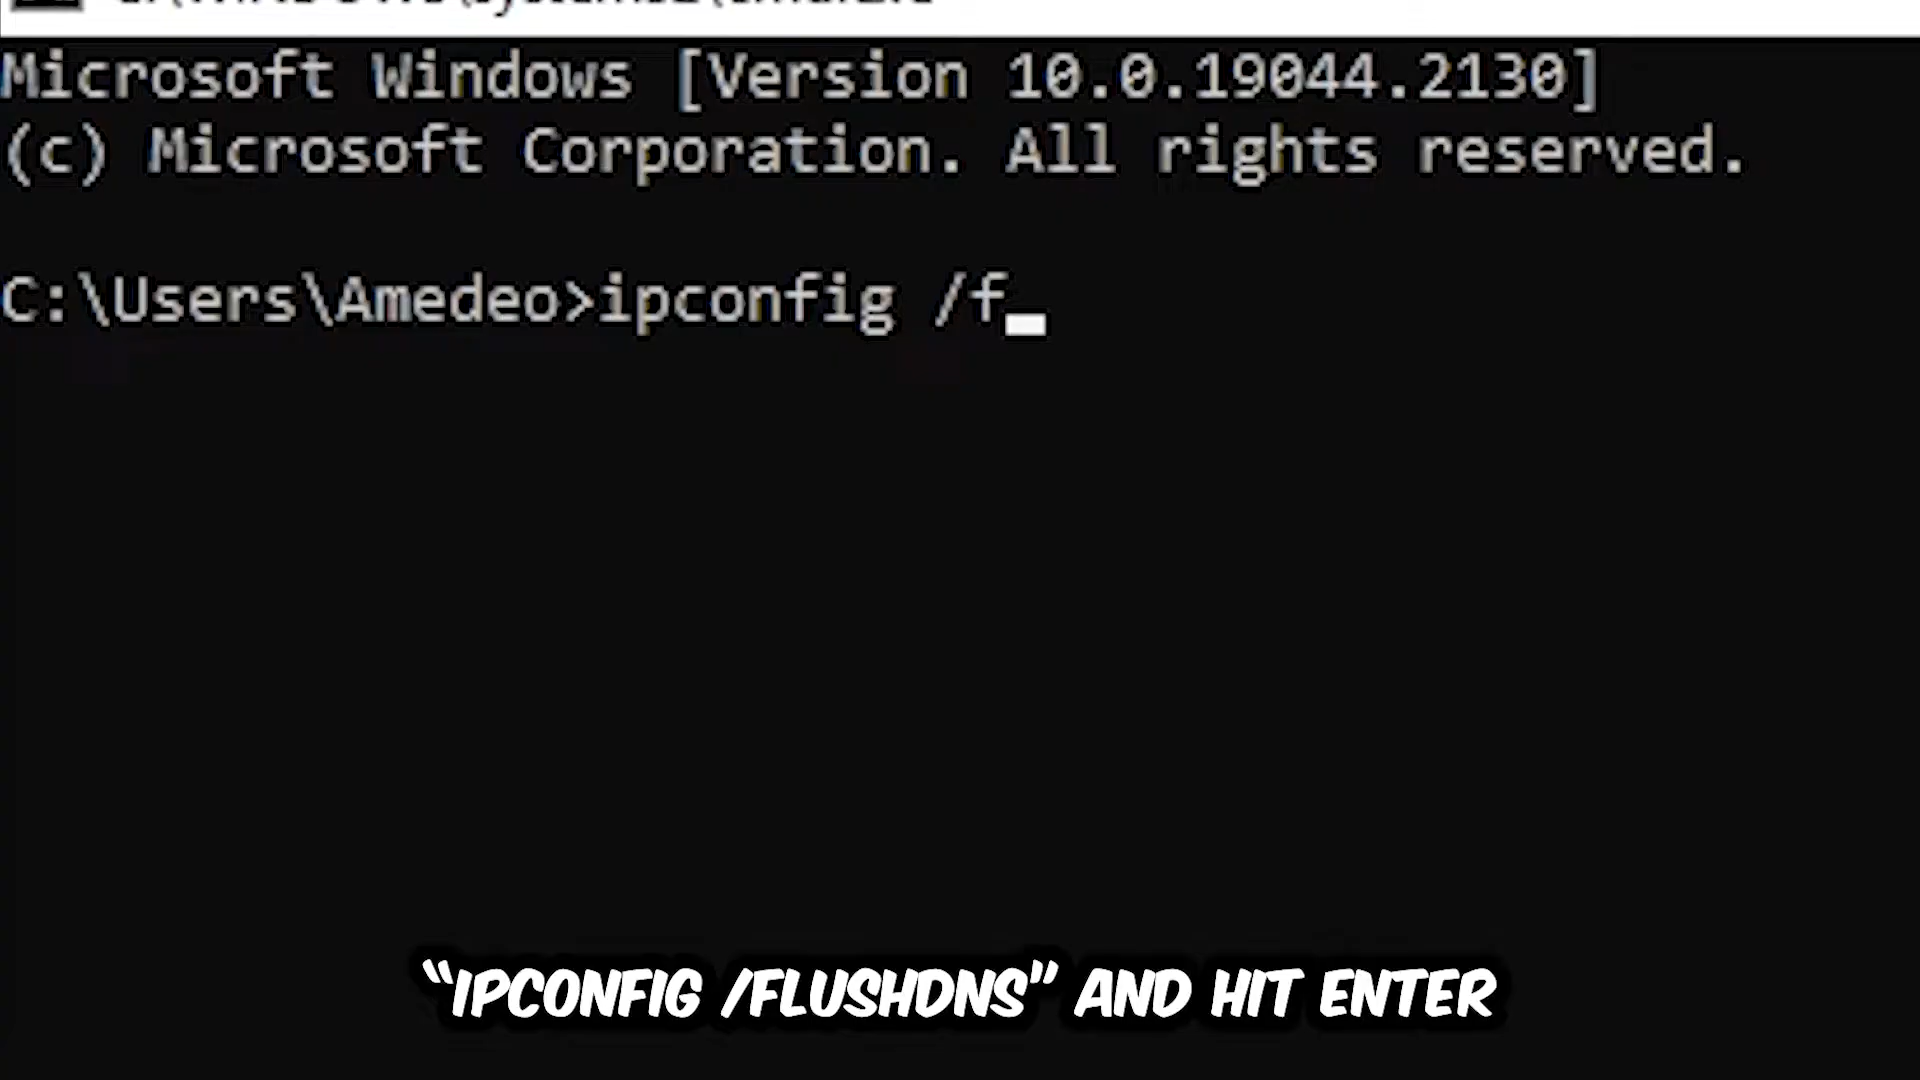 Microsoft Windows [Version 10.0.19044.2130]
(c) Microsoft Corporation. All rights reserved.
C:\Users\Amedeo>ipconfig /f
“IPCONFIG /FLUSHDNS” AND HIT ENTER